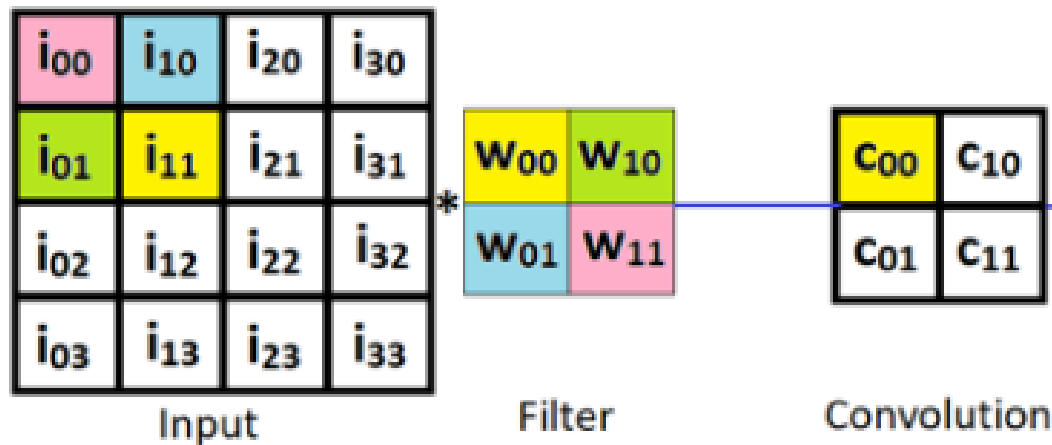 i₀₀ i₁₀ i₂₀ i₃₀
i₀₁ i₁₁ i₂₁ i₃₁
i₀₂ i₁₂ i₂₂ i₃₂
i₀₃ i₁₃ i₂₃ i₃₃
Input
*
w₀₀ w₁₀
w₀₁ w₁₁
Filter
c₀₀ c₁₀
c₀₁ c₁₁
Convolution